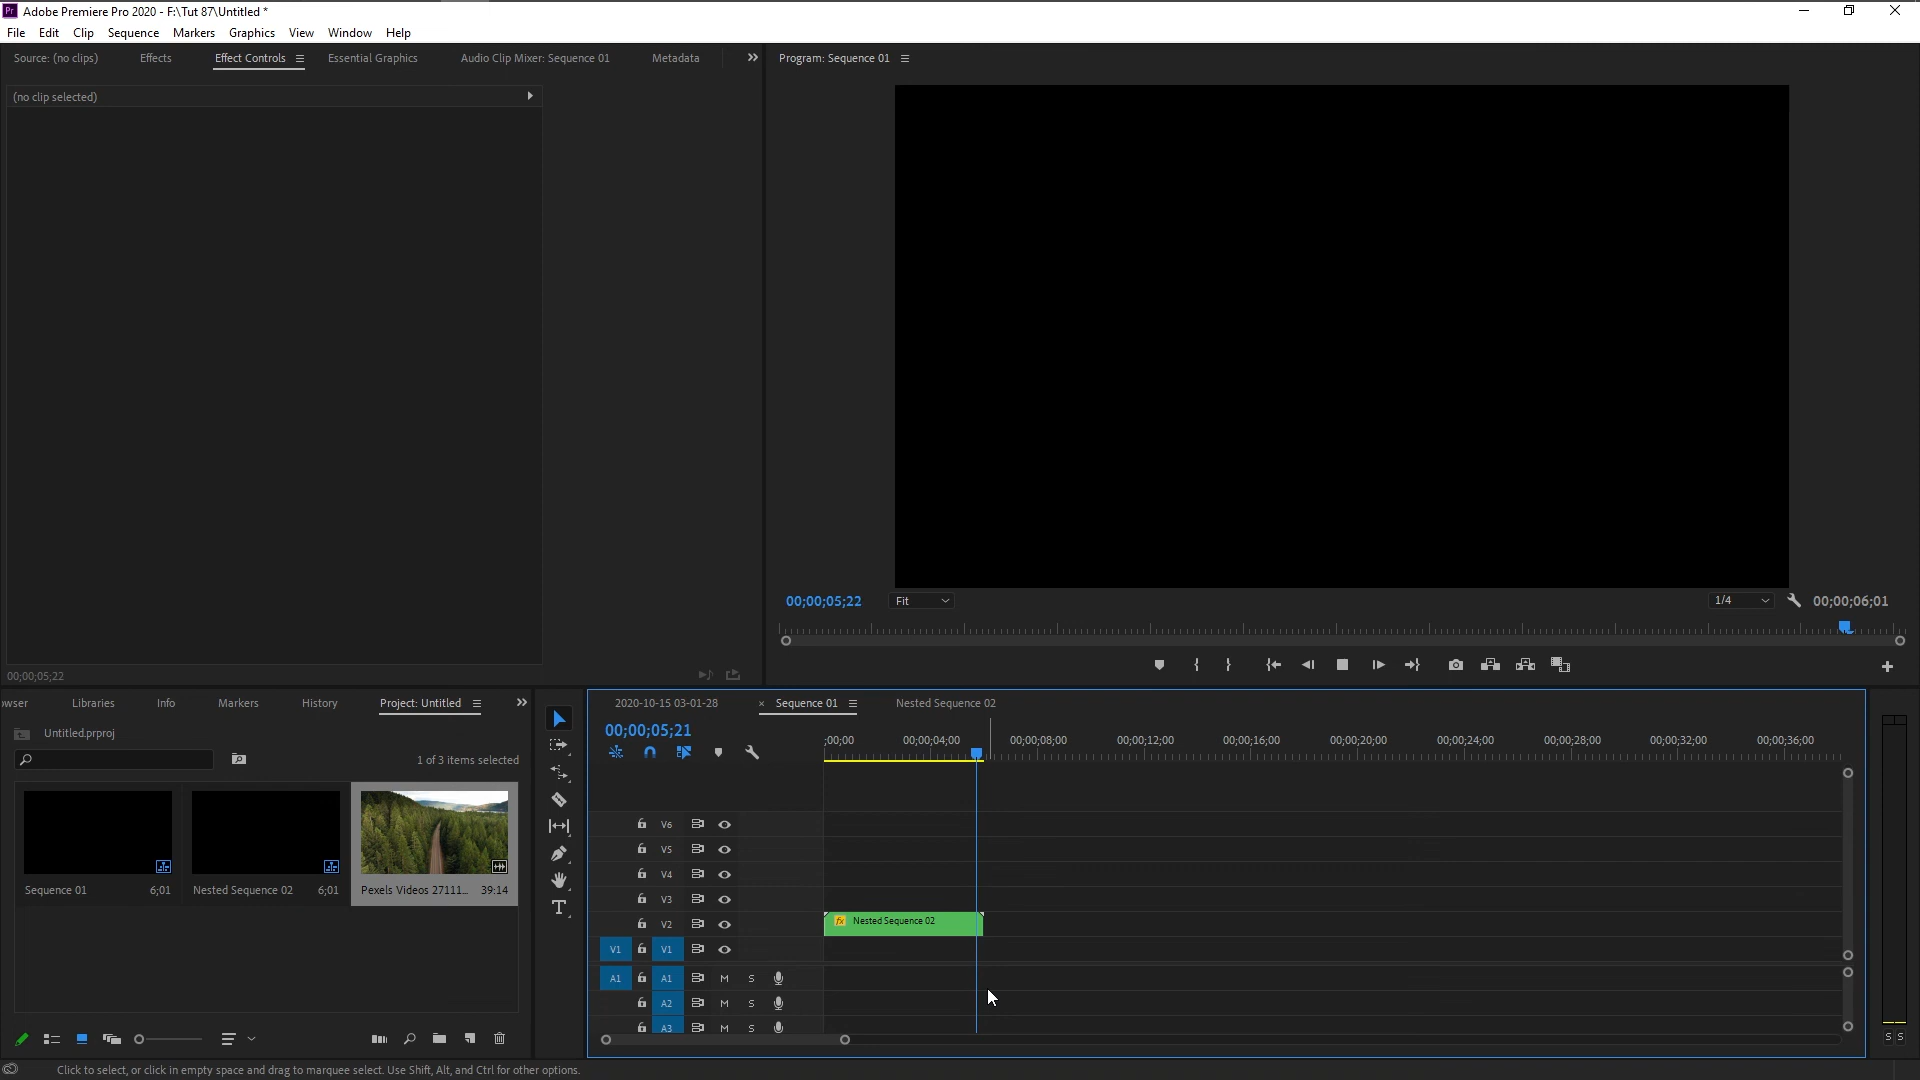 Pr Adobe Premiere Pro 2020 - F:\Tut 87\Untitled *
File Edit Clip Sequence Markers Graphics View Window Help
Source: (no clips) Effects Effect Controls Essential Graphics Audio Clip Mixer: Sequence 01 Metadata
Program: Sequence 01
(no clip selected)
00;00;05;22 Fit 1/4 00;00;06;01
00;00;05;22
owser Libraries Info Markers History Project: Untitled
Untitled.prproj
1 of 3 items selected
Sequence 01 6;01 Nested Sequence 02 6;01 Pexels Videos 27111... 39:14
2020-10-15 03-01-28 × Sequence 01 Nested Sequence 02
00;00;05;21
;00;00 00;00;04;00 00;00;08;00 00;00;12;00 00;00;16;00 00;00;20;00 00;00;24;00 00;00;28;00 00;00;32;00 00;00;36;00
V6
V5
V4
V3
V2 fx Nested Sequence 02
V1 V1
A1 A1 M S
A2 M S
A3 M S
S S
Click to select, or click in empty space and drag to marquee select. Use Shift, Alt, and Ctrl for other options.